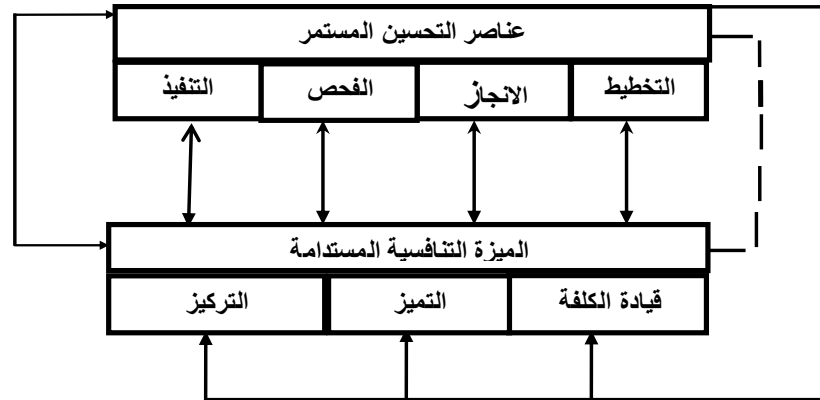 عناصر التحسين المستمر
التخطيط الانجاز الفحص التنفيذ
الميزة التنافسية المستدامة
قيادة الكلفة التميز التركيز